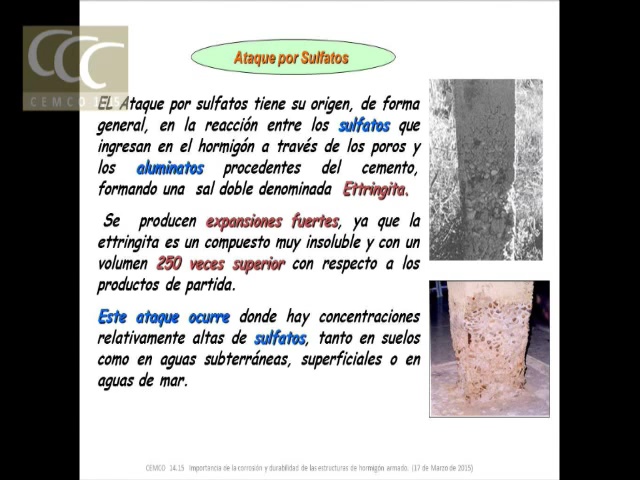 CCC
CEMCO 14.15
Ataque por Sulfatos
EL Ataque por sulfatos tiene su origen, de forma
general, en la reacción entre los sulfatos que
ingresan en el hormigón a través de los poros y
los aluminatos procedentes del cemento,
formando una sal doble denominada Ettringita.
Se producen expansiones fuertes, ya que la
ettringita es un compuesto muy insoluble y con un
volumen 250 veces superior con respecto a los
productos de partida.
Este ataque ocurre donde hay concentraciones
relativamente altas de sulfatos, tanto en suelos
como en aguas subterráneas, superficiales o en
aguas de mar.
CEMCO 14.15 Importancia de la corrosión y durabilidad de las estructuras de hormigón armado. (17 de Marzo de 2015)